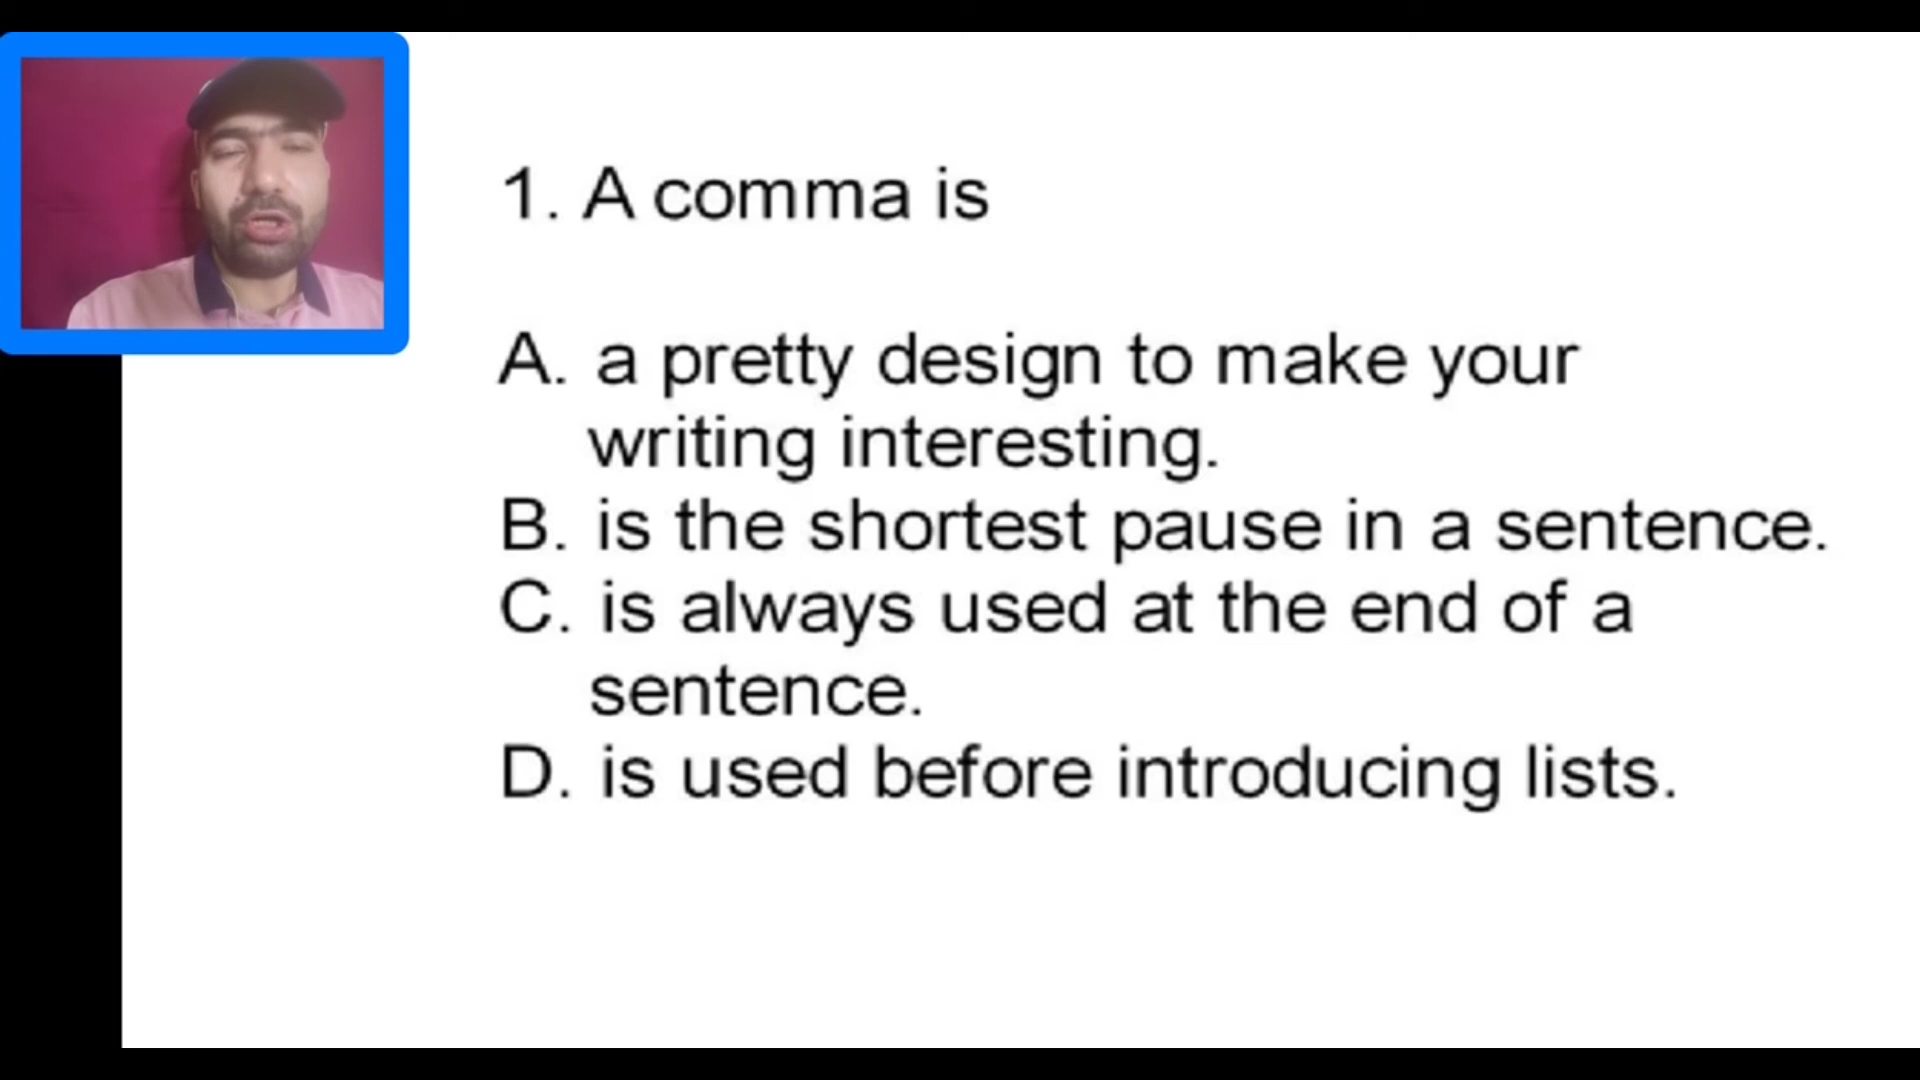 1. A comma is
A. a pretty design to make your
writing interesting.
B. is the shortest pause in a sentence.
C. is always used at the end of a
sentence.
D. is used before introducing lists.